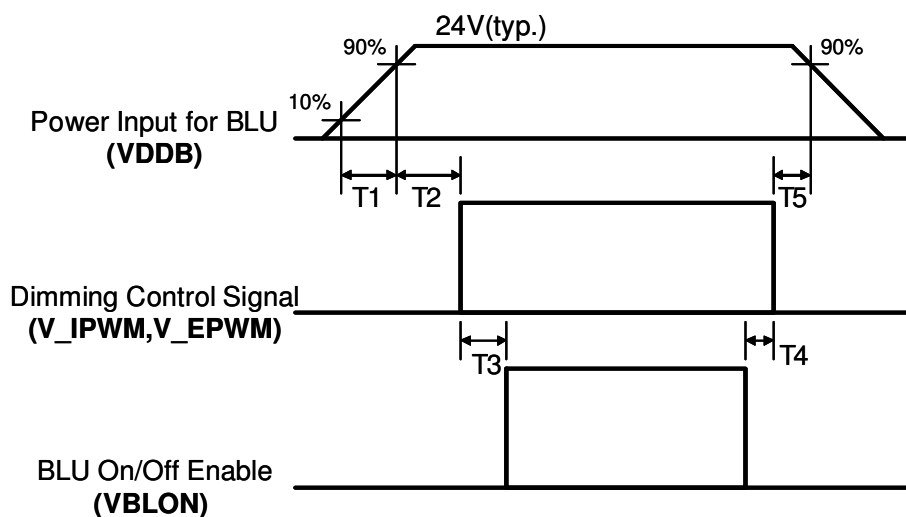 24V(typ.)
90%
90%
10%
Power Input for BLU
(VDDB)
T1
T2
T5
Dimming Control Signal
(V_IPWM,V_EPWM)
T3
T4
BLU On/Off Enable
(VBLON)